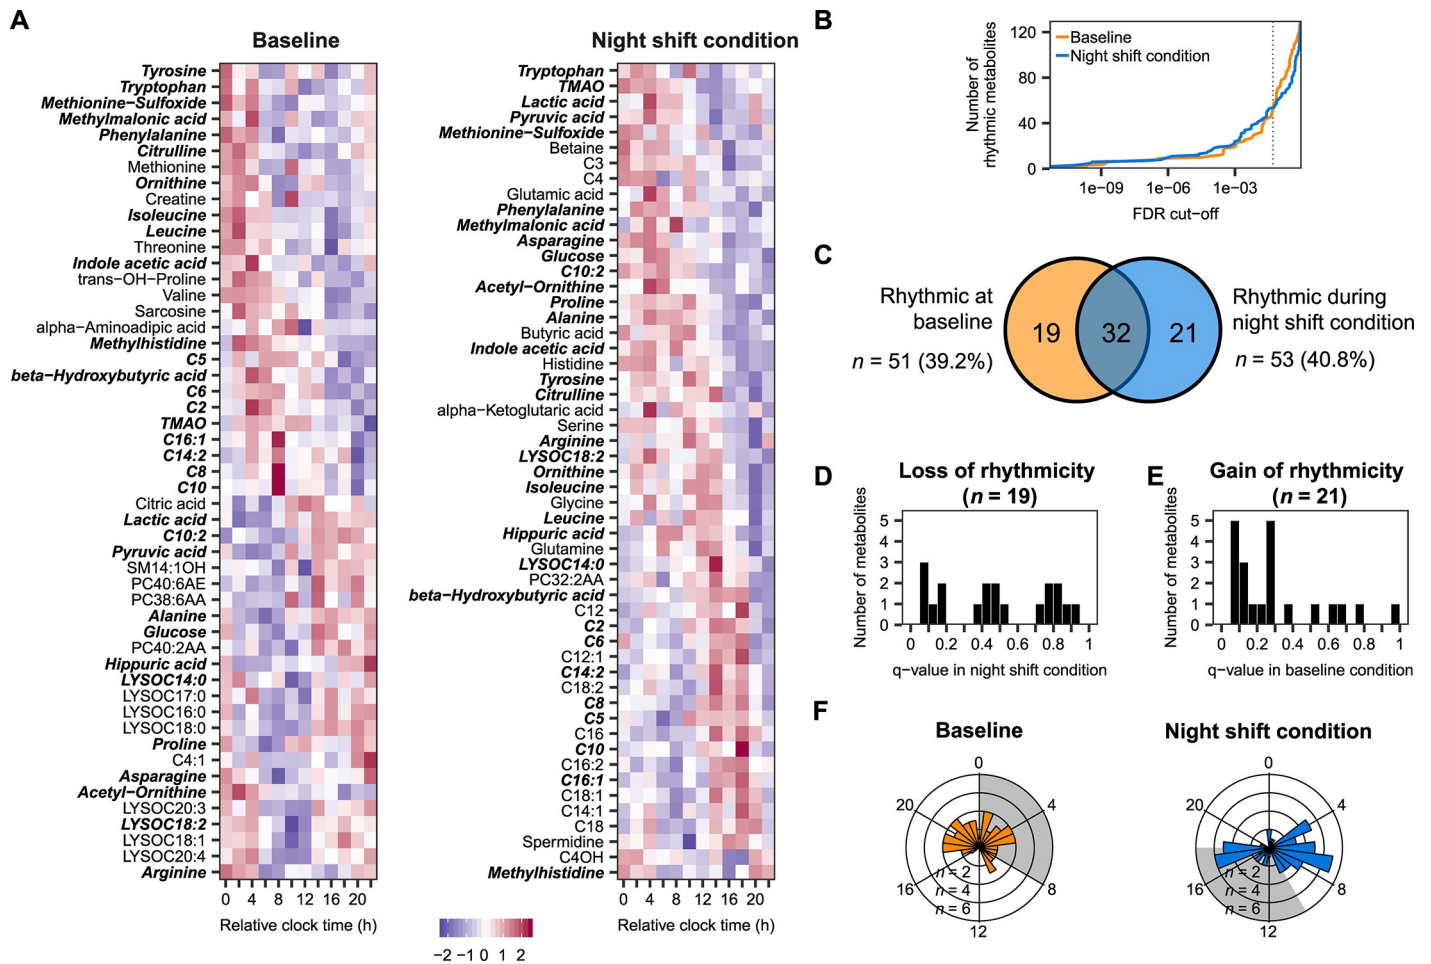 A
Baseline
Tyrosine
Tryptophan
Methionine−Sulfoxide
Methylmalonic acid
Phenylalanine
Citrulline
Methionine
Ornithine
Creatine
Isoleucine
Leucine
Threonine
Indole acetic acid
trans−OH−Proline
Valine
Sarcosine
alpha−Aminoadipic acid
Methylhistidine
C5
beta−Hydroxybutyric acid
C6
C2
TMAO
C16:1
C14:2
C8
C10
Citric acid
Lactic acid
C10:2
Pyruvic acid
SM14:1OH
PC40:6AE
PC38:6AA
Alanine
Glucose
PC40:2AA
Hippuric acid
LYSOC14:0
LYSOC17:0
LYSOC16:0
LYSOC18:0
Proline
C4:1
Asparagine
Acetyl−Ornithine
LYSOC20:3
LYSOC18:2
LYSOC18:1
LYSOC20:4
Arginine
0 4 8 12 16 20
Relative clock time (h)
Night shift condition
Tryptophan
TMAO
Lactic acid
Pyruvic acid
Methionine−Sulfoxide
Betaine
C3
C4
Glutamic acid
Phenylalanine
Methylmalonic acid
Asparagine
Glucose
C10:2
Acetyl−Ornithine
Proline
Alanine
Butyric acid
Indole acetic acid
Histidine
Tyrosine
Citrulline
alpha−Ketoglutaric acid
Serine
Arginine
LYSOC18:2
Ornithine
Isoleucine
Glycine
Leucine
Hippuric acid
Glutamine
LYSOC14:0
PC32:2AA
beta−Hydroxybutyric acid
C12
C2
C6
C12:1
C14:2
C18:2
C8
C5
C16
C10
C16:2
C16:1
C18:1
C14:1
C18
Spermidine
C4OH
Methylhistidine
0 4 8 12 16 20
Relative clock time (h)
−2 −1 0 1 2
B
Number of
rhythmic metabolites
120
80
40
0
Baseline
Night shift condition
1e−09 1e−06 1e−03
FDR cut−off
C
Rhythmic at
baseline
n = 51 (39.2%)
19 32 21
Rhythmic during
night shift condition
n = 53 (40.8%)
D
Loss of rhythmicity
(n = 19)
Number of metabolites
5
4
3
2
1
0
0 0.2 0.4 0.6 0.8 1
q−value in night shift condition
E
Gain of rhythmicity
(n = 21)
Number of metabolites
5
4
3
2
1
0
0 0.2 0.4 0.6 0.8 1
q−value in baseline condition
F
Baseline
0
20 4
16 8
n = 2
n = 4
n = 6
12
Night shift condition
0
20 4
16 8
n = 2
n = 4
n = 6
12